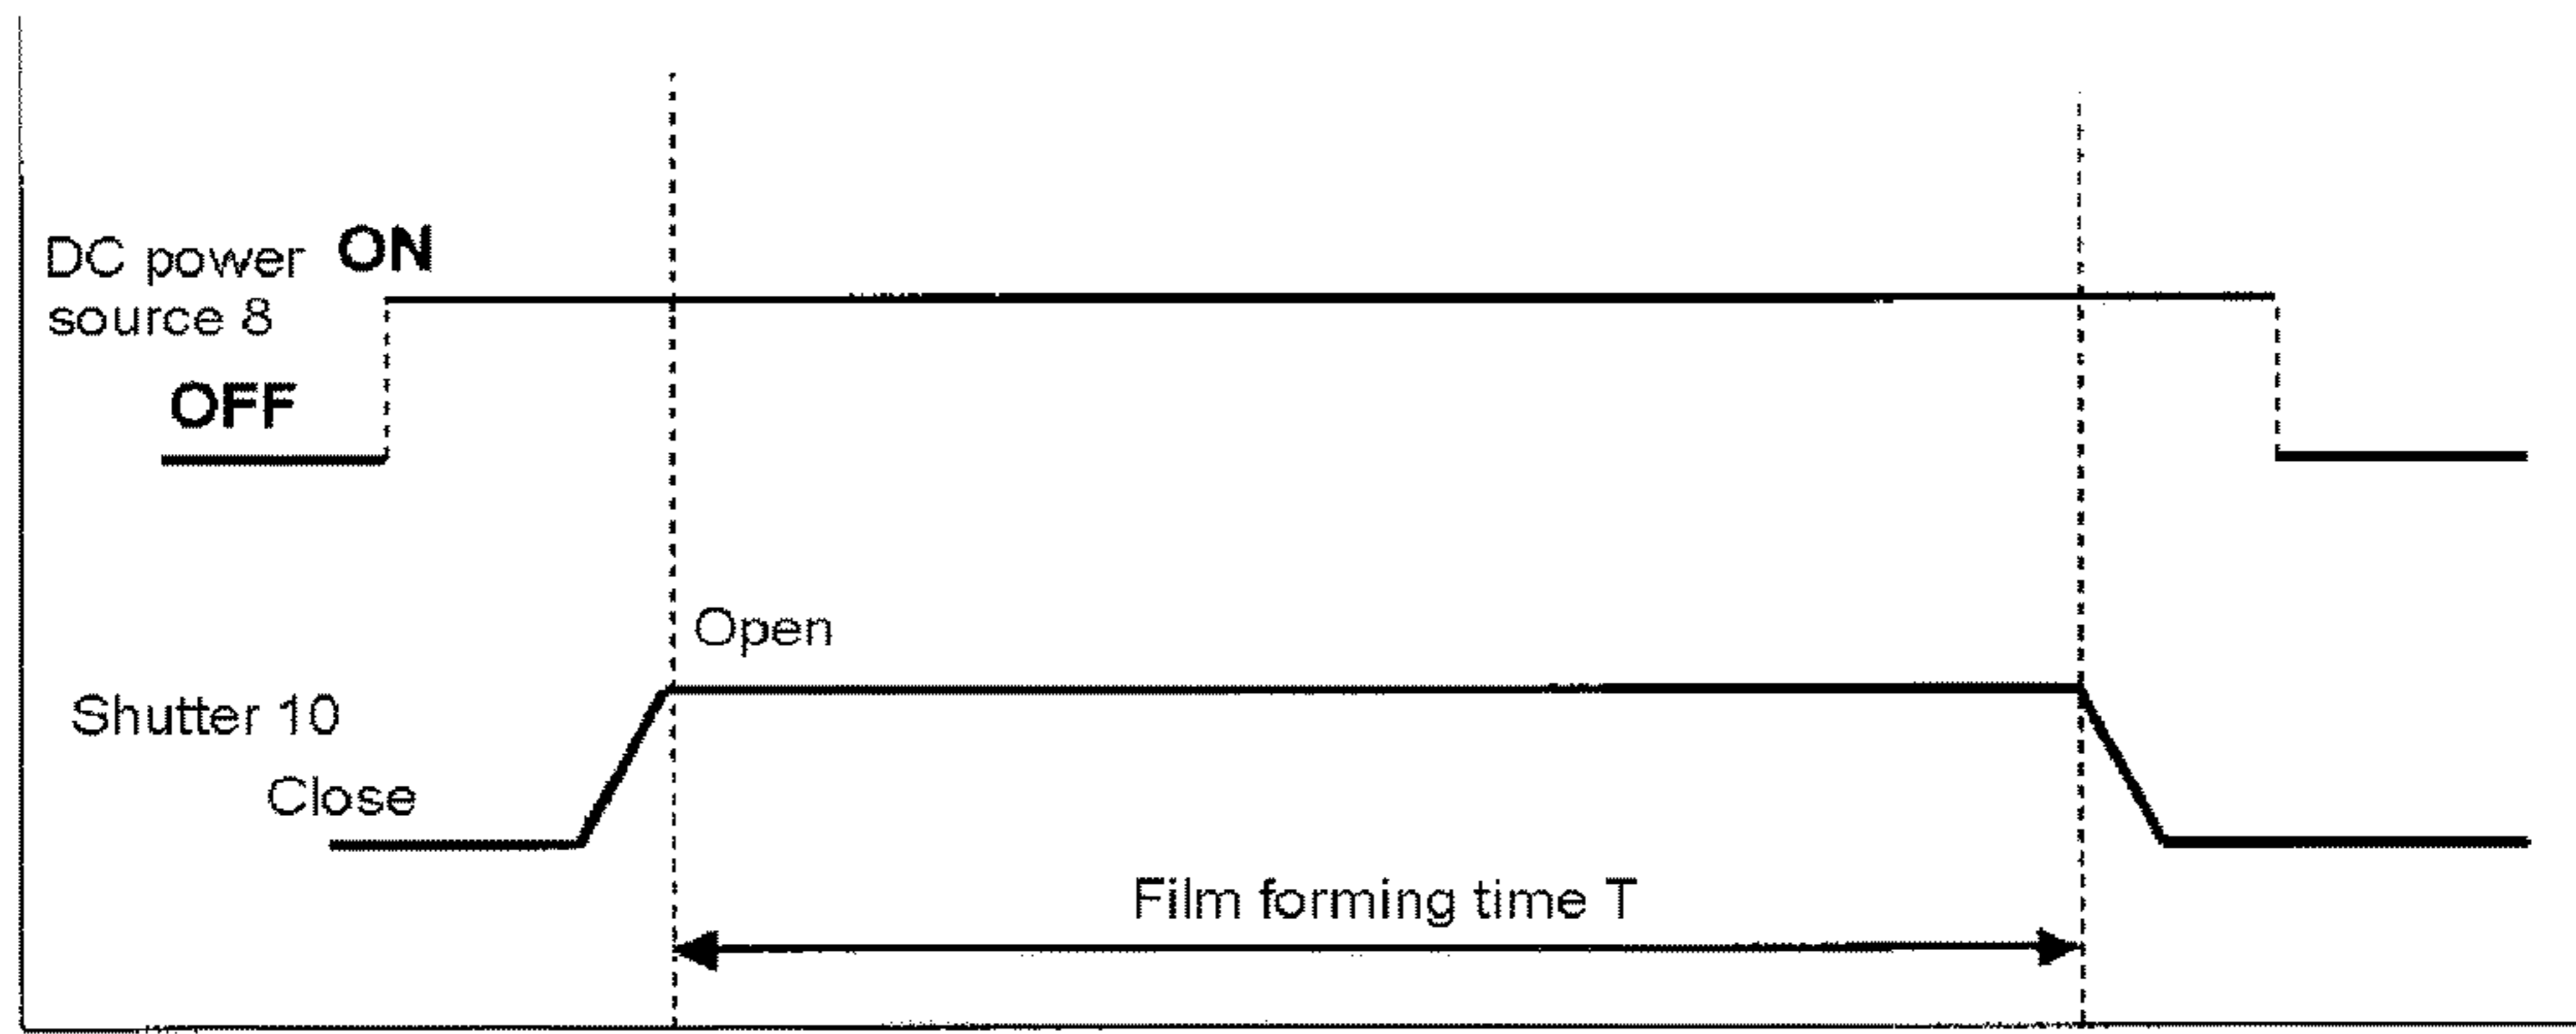 DC power ON
source 8
OFF
Open
Shutter 10
Close
Film forming time T